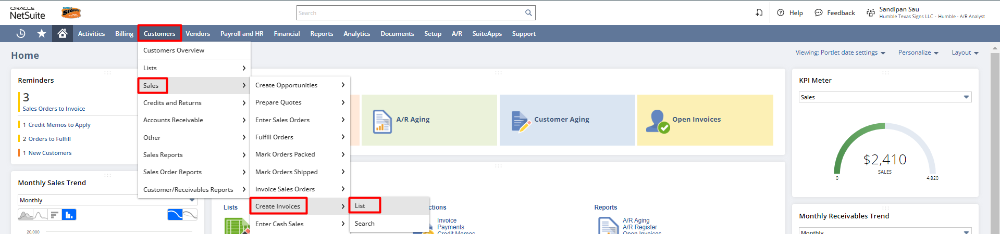 ORACLE
NetSuite
SIGNS
Search
Help
Feedback
Sandipan Sau
Humble Texas Signs LLC - Humble - A/R Analyst
Activities
Billing
Customers
Vendors
Payroll and HR
Financial
Reports
Analytics
Documents
Setup
A/R
SuiteApps
Support
Home
Viewing: Portlet date settings
Personalize
Layout
Customers Overview
Lists
Sales
Credits and Returns
Accounts Receivable
Other
Sales Reports
Sales Order Reports
Customer/Receivables Reports
Create Opportunities
Prepare Quotes
Enter Sales Orders
Fulfill Orders
Mark Orders Packed
Mark Orders Shipped
Invoice Sales Orders
Create Invoices
Enter Cash Sales
List
Search
Reminders
3
Sales Orders to Invoice
1 Credit Memos to Apply
2 Orders to Fulfill
1 New Customers
A/R Aging
Customer Aging
Open Invoices
KPI Meter
Sales
$2,410
SALES
0
4,820
Monthly Sales Trend
Monthly
20,000
Lists
ctions
Invoice
Payments
Credit Memos
Reports
A/R Aging
A/R Register
Open Invoices
Monthly Receivables Trend
Monthly